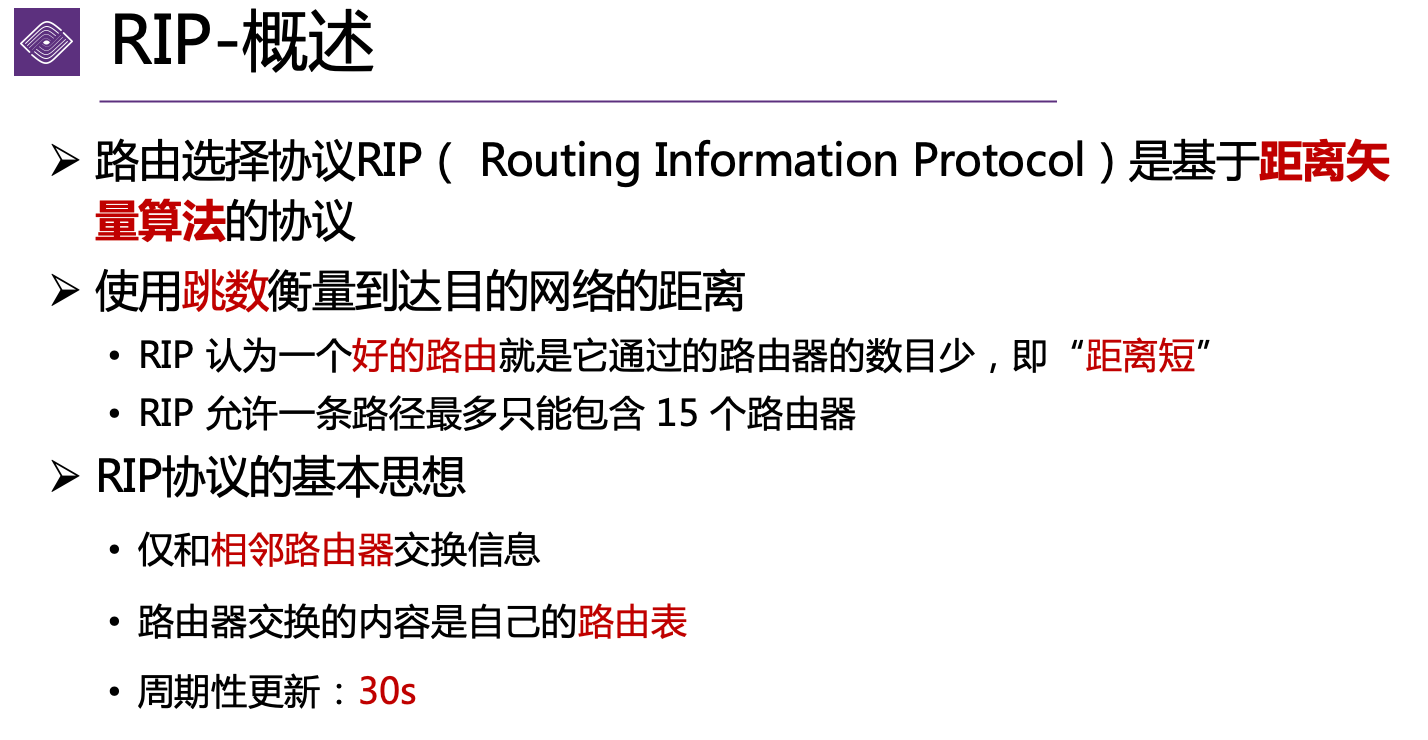 RIP-概述
➢ 路由选择协议RIP（ Routing Information Protocol）是基于距离矢
量算法的协议
➢ 使用跳数衡量到达目的网络的距离
• RIP 认为一个好的路由就是它通过的路由器的数目少，即“距离短”
• RIP 允许一条路径最多只能包含 15 个路由器
➢ RIP协议的基本思想
• 仅和相邻路由器交换信息
• 路由器交换的内容是自己的路由表
• 周期性更新：30s